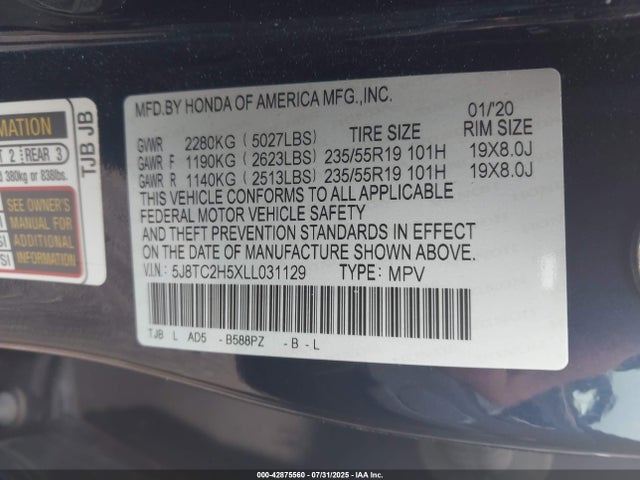 MFD.BY HONDA OF AMERICA MFG.,INC. 01/'20
GVWR 2280KG (5027LBS) TIRE SIZE RIM SIZE
GAWR F 1190KG (2623LBS) 235/55R19 101H 19X8.0J
GAWR R 1140KG (2513LBS) 235/55R19 101H 19X8.0J
THIS VEHICLE CONFORMS TO ALL APPLICABLE
FEDERAL MOTOR VEHICLE SAFETY
AND THEFT PREVENTION STANDARDS IN EFFECT
ON THE DATE OF MANUFACTURE SHOWN ABOVE.
V.I.N: 5J8TC2H5XLL031129 TYPE: MPV
TJB L AD5 -B588PZ -B-L
REAR 3
380kg or 838lbs.
SEE OWNER'S
MANUAL FOR
ADDITIONAL
INFORMATION
TJB JB
000-42875560 | 07/31/2025 | IAA Inc.